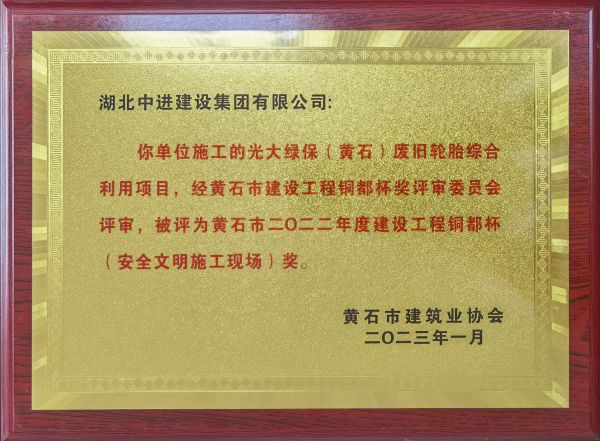 湖北中进建设集团有限公司:
你单位施工的光大绿保(黄石)废旧轮胎综合
利用项目,经黄石市建设工程铜都杯奖评审委员会
评审,被评为黄石市二O二二年度建设工程铜都杯
(安全文明施工现场)奖。
黄石市建筑业协会
二O二三年一月